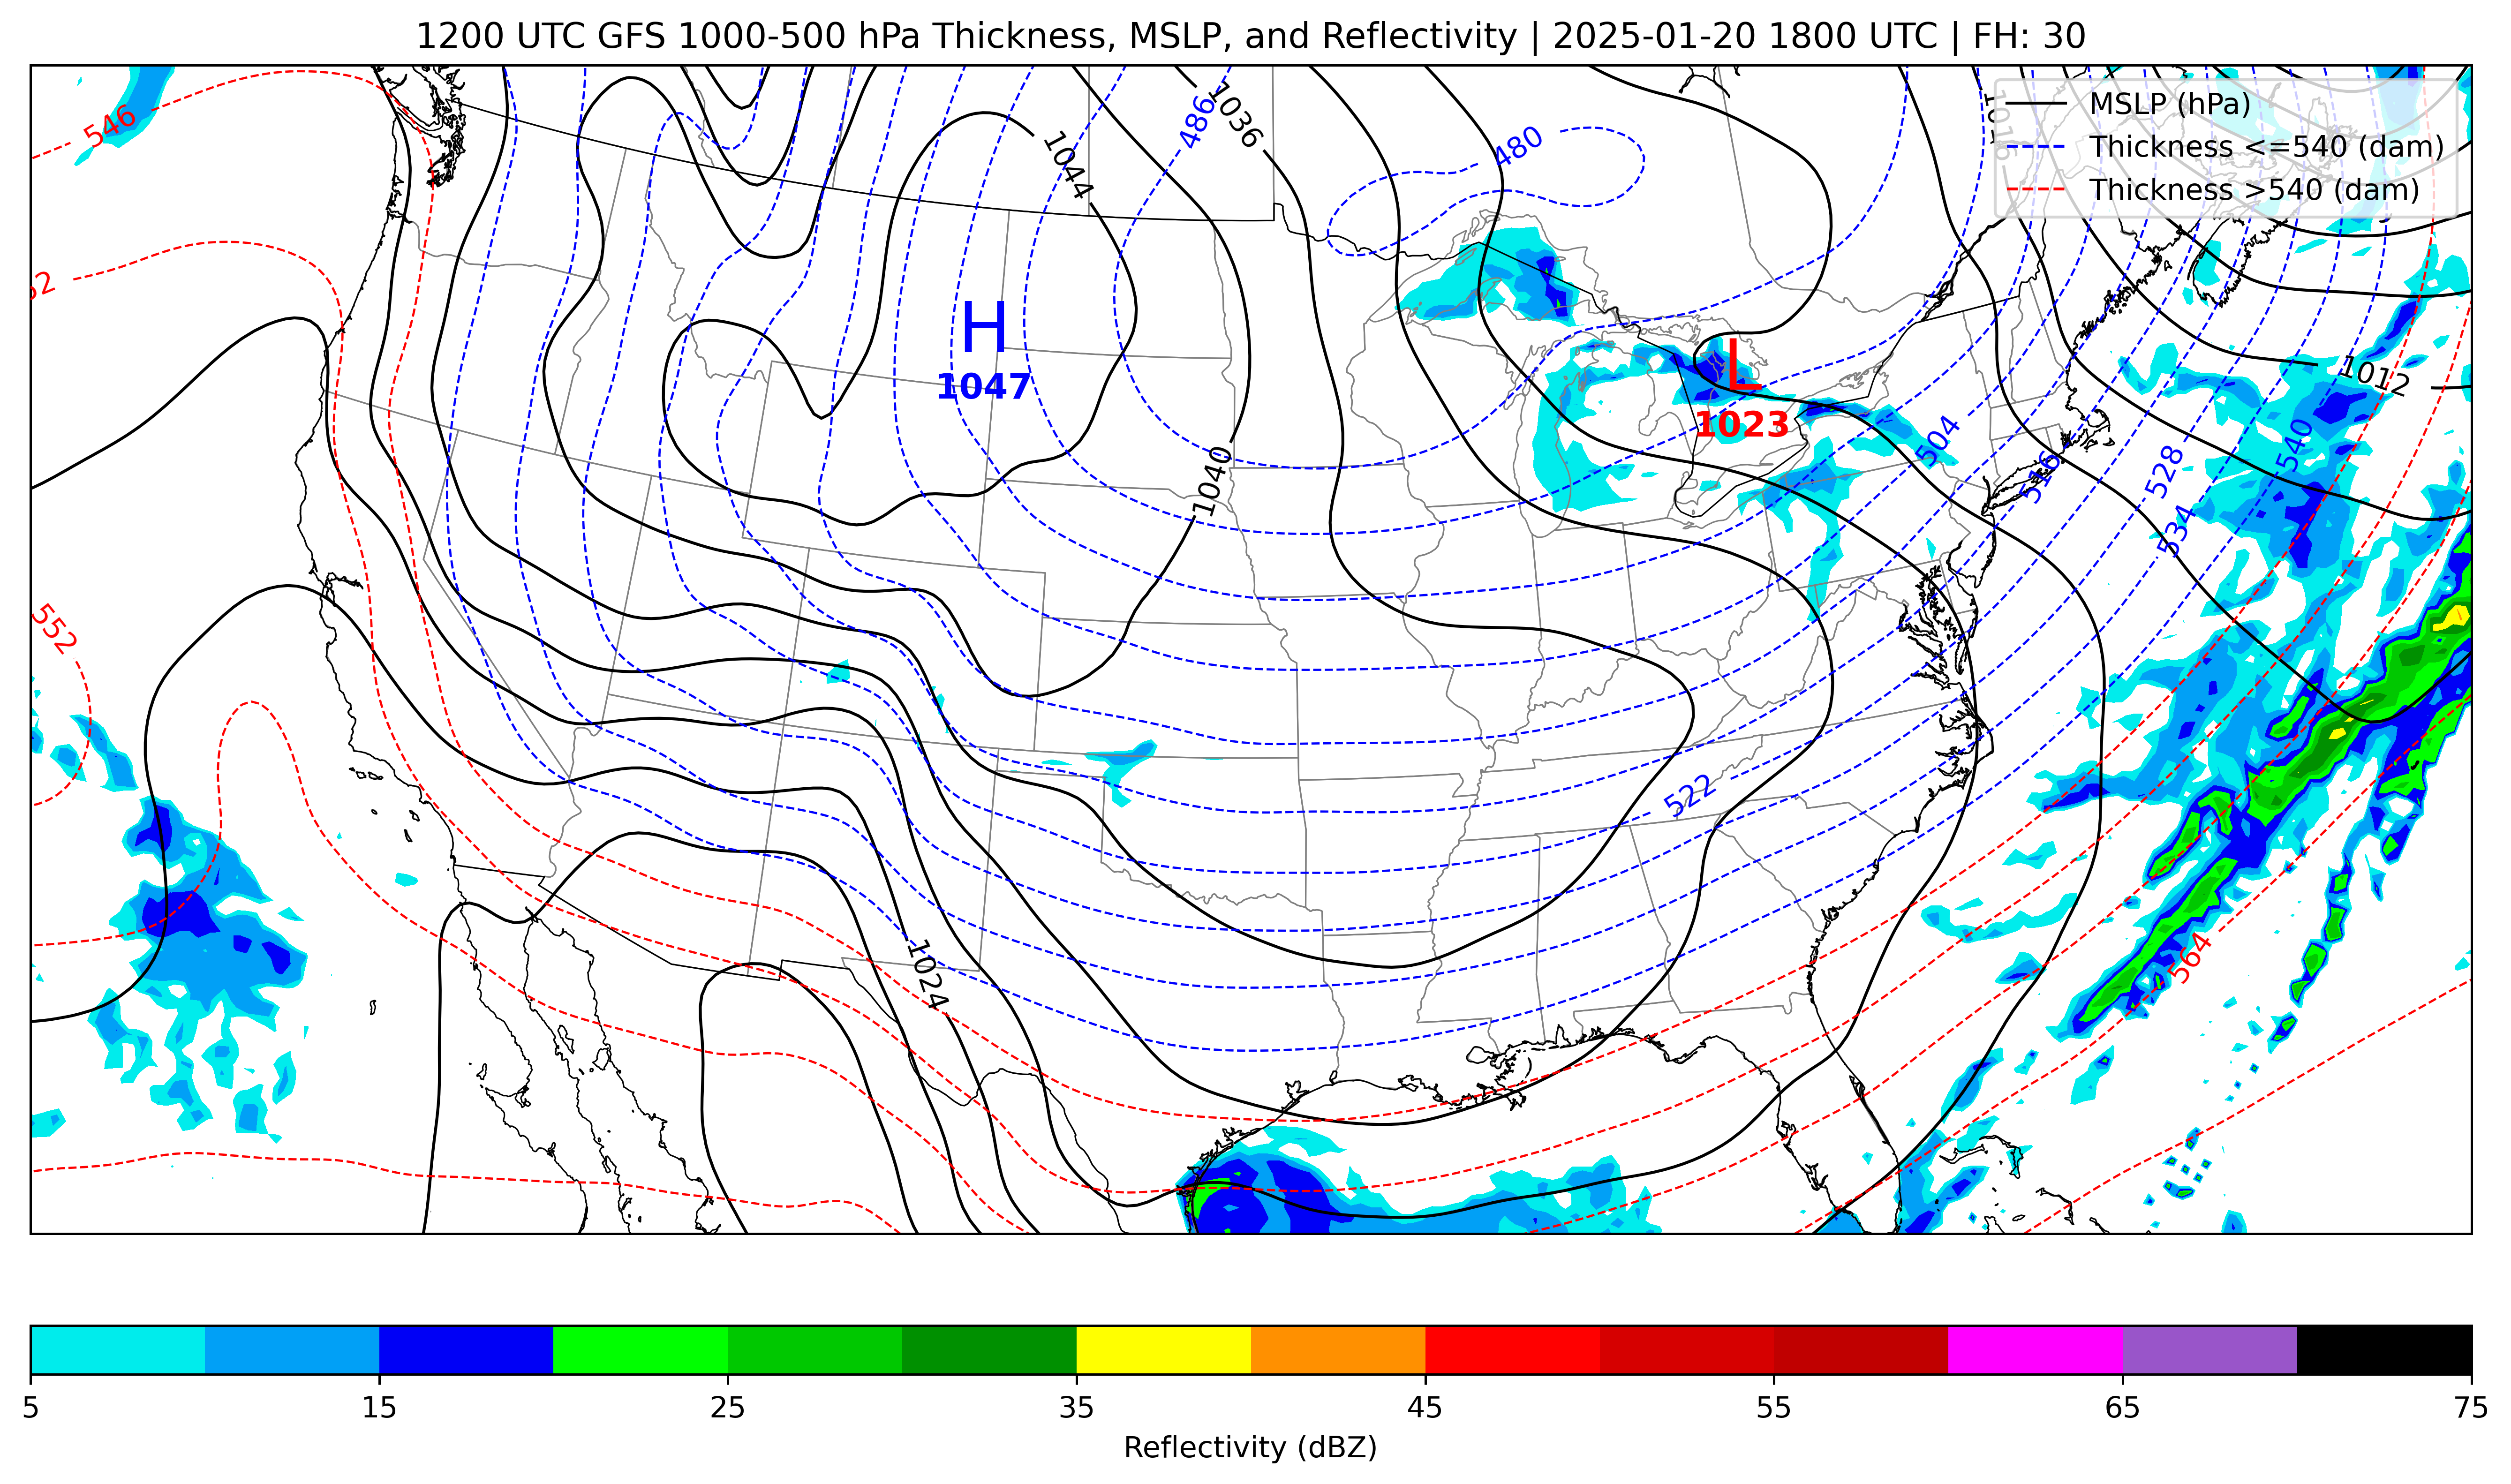 1200 UTC GFS 1000-500 hPa Thickness, MSLP, and Reflectivity | 2025-01-20 1800 UTC | FH: 30
MSLP (hPa)
Thickness <=540 (dam)
Thickness >540 (dam)
546
1044
486
1036
480
1016
H
1047
L
1023
1012
1040
504
516
528
540
534
552
522
1024
564
5 15 25 35 45 55 65 75
Reflectivity (dBZ)